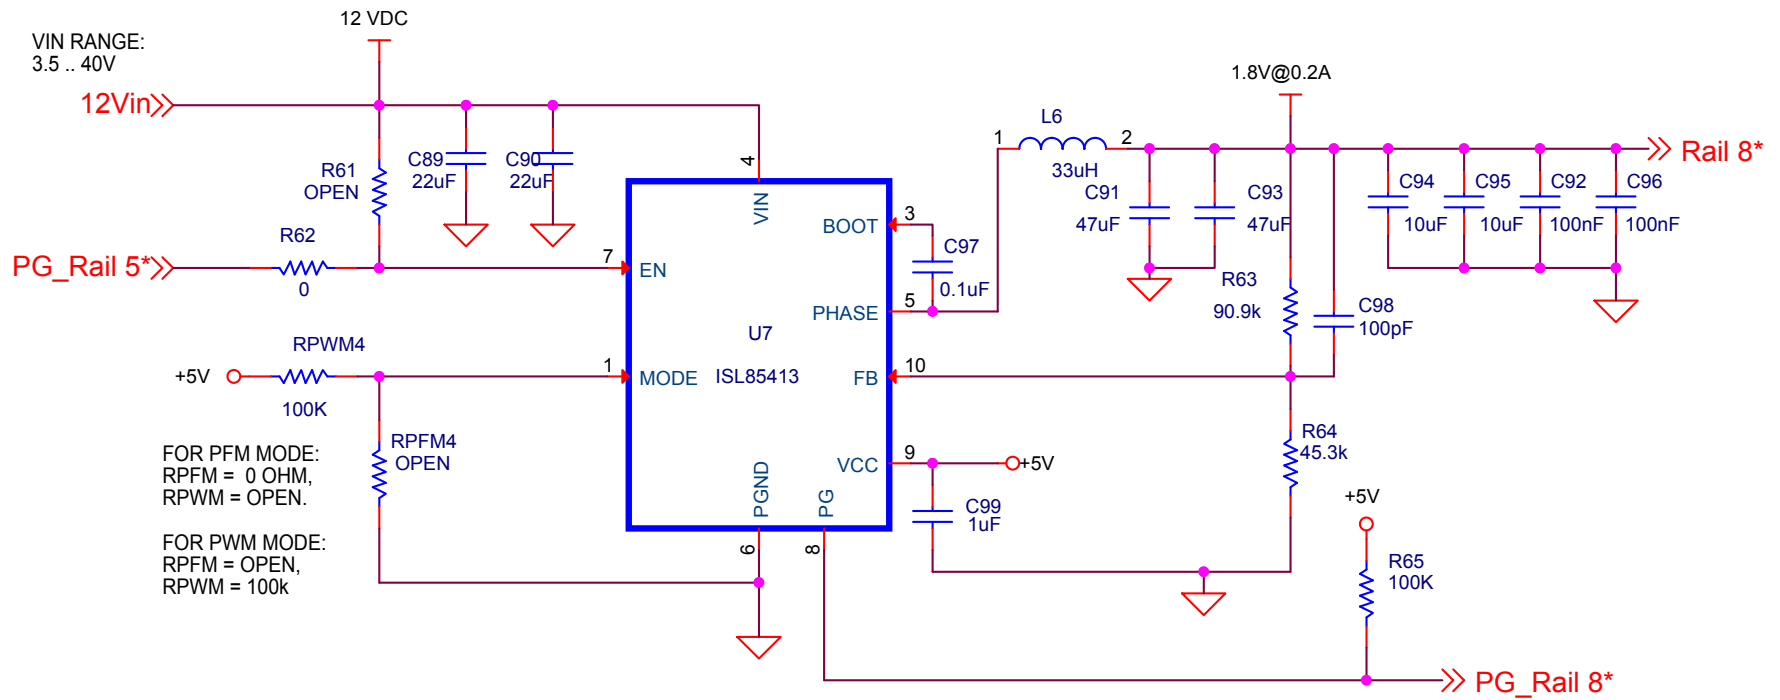 12 VDC
VIN RANGE:
3.5 .. 40V
12Vin
1.8V@0.2A
L6
1
2
33uH
Rail 8*
R61
OPEN
C89
22uF
C90
22uF
4
VIN
C91
47uF
C93
47uF
C94
10uF
C95
10uF
C92
100nF
C96
100nF
BOOT
3
C97
0.1uF
R62
0
PG_Rail 5*
7
EN
PHASE
5
R63
90.9k
C98
100pF
U7
ISL85413
RPWM4
+5V
100K
1
MODE
FB
10
RPFM4
OPEN
R64
45.3k
FOR PFM MODE:
RPFM = 0 OHM,
RPWM = OPEN.
VCC
9
+5V
PGND
PG
C99
1uF
+5V
FOR PWM MODE:
RPFM = OPEN,
RPWM = 100k
6
8
R65
100K
PG_Rail 8*